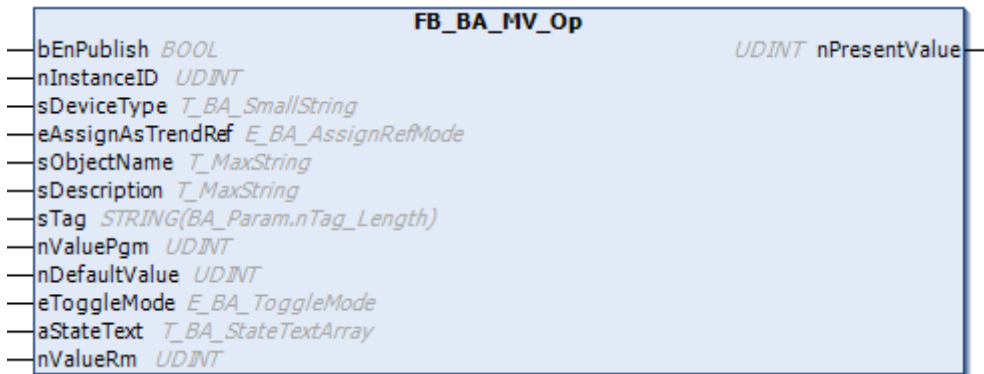 FB_BA_MV_Op
bEnPublish BOOL UDINT nPresentValue
nInstanceID UDINT
sDeviceType T_BA_SmallString
eAssignAsTrendRef E_BA_AssignRefMode
sObjectName T_MaxString
sDescription T_MaxString
sTag STRING(BA_Param.nTag_Length)
nValuePgm UDINT
nDefaultValue UDINT
eToggleMode E_BA_ToggleMode
aStateText T_BA_StateTextArray
nValueRm UDINT